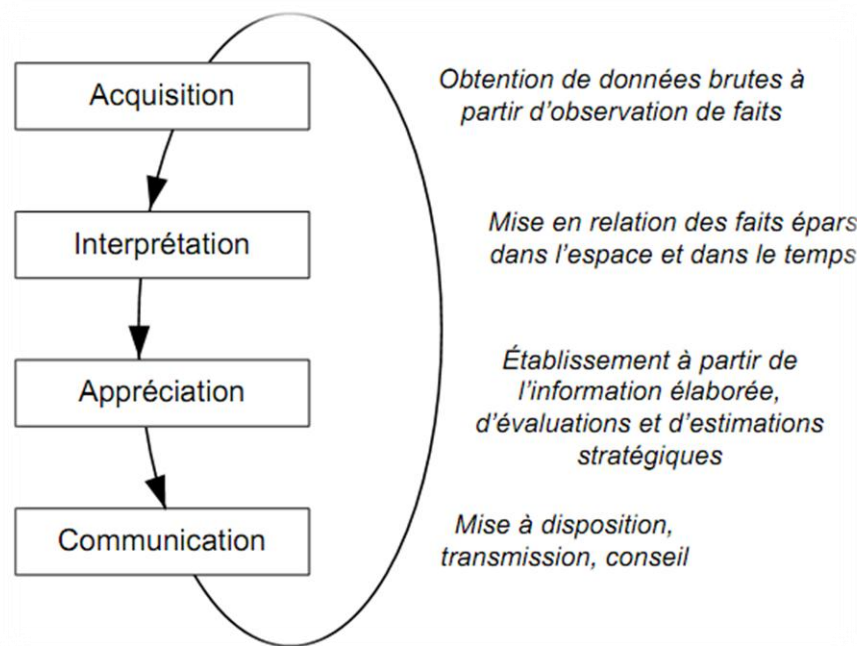 Acquisition
Obtention de données brutes à
partir d'observation de faits
Interprétation
Mise en relation des faits épars
dans l'espace et dans le temps
Appréciation
Établissement à partir de
l'information élaborée,
d'évaluations et d'estimations
stratégiques
Communication
Mise à disposition,
transmission, conseil